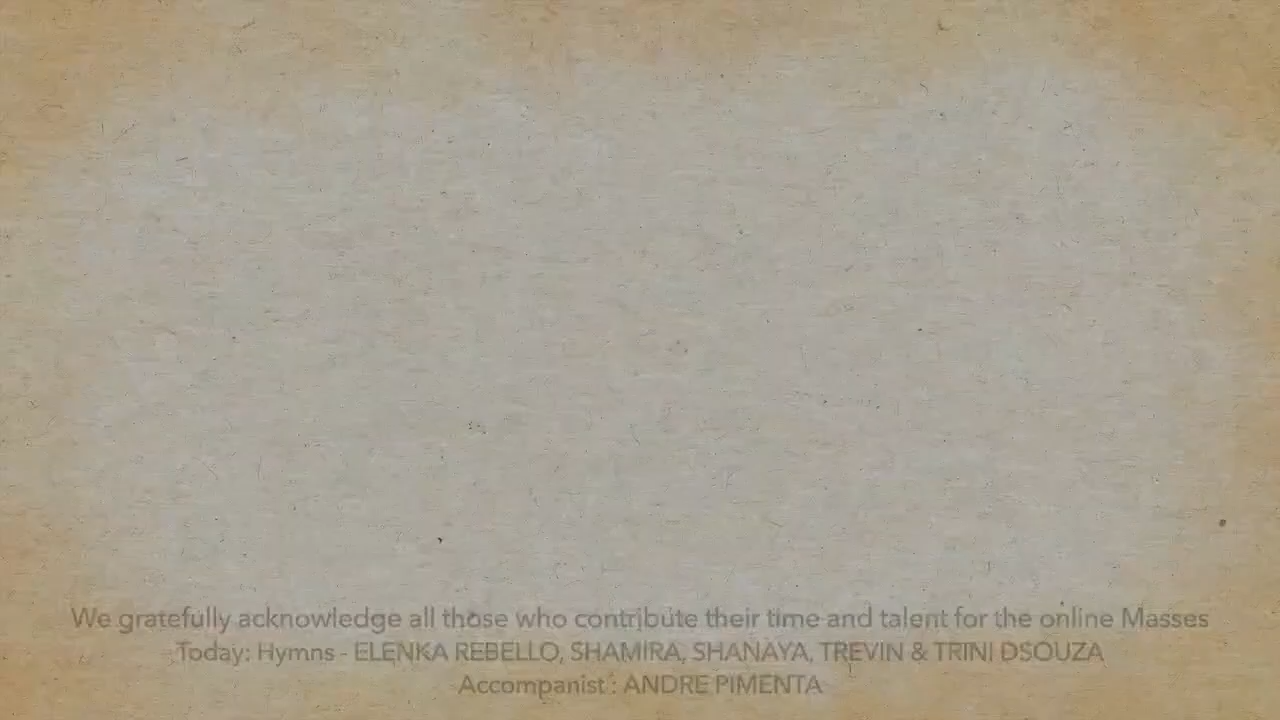 We gratefully acknowledge all those who contribute their time and talent for the online Masses
Today: Hymns - ELENKA REBELLO, SHAMIRA, SHANAYA, TREVIN & TRINI DSOUZA
Accompanist : ANDRE PIMENTA